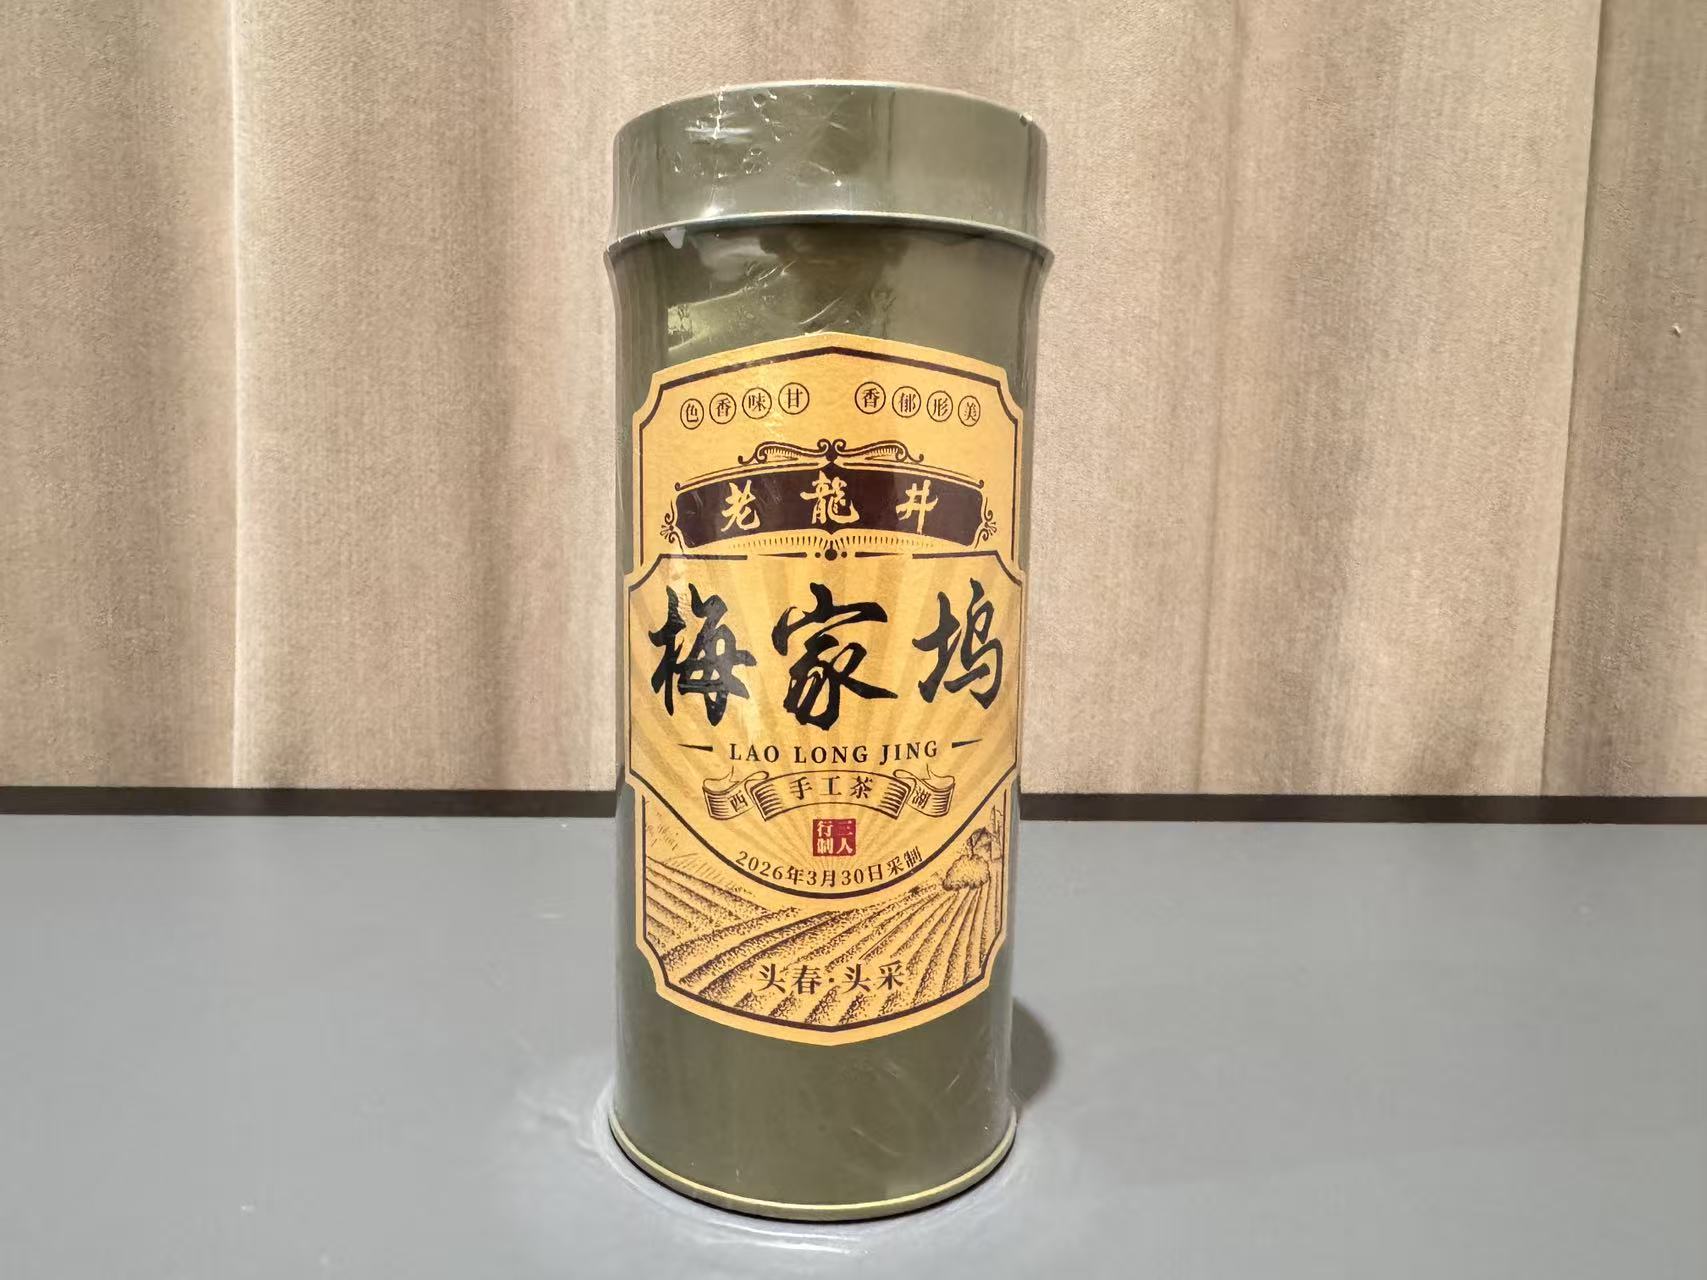 色香味甘 香郁形美
老龍井
梅家坞
LAO LONG JING
西 手工茶 湖
三人
行制
2026年3月30日采制
头春·头采